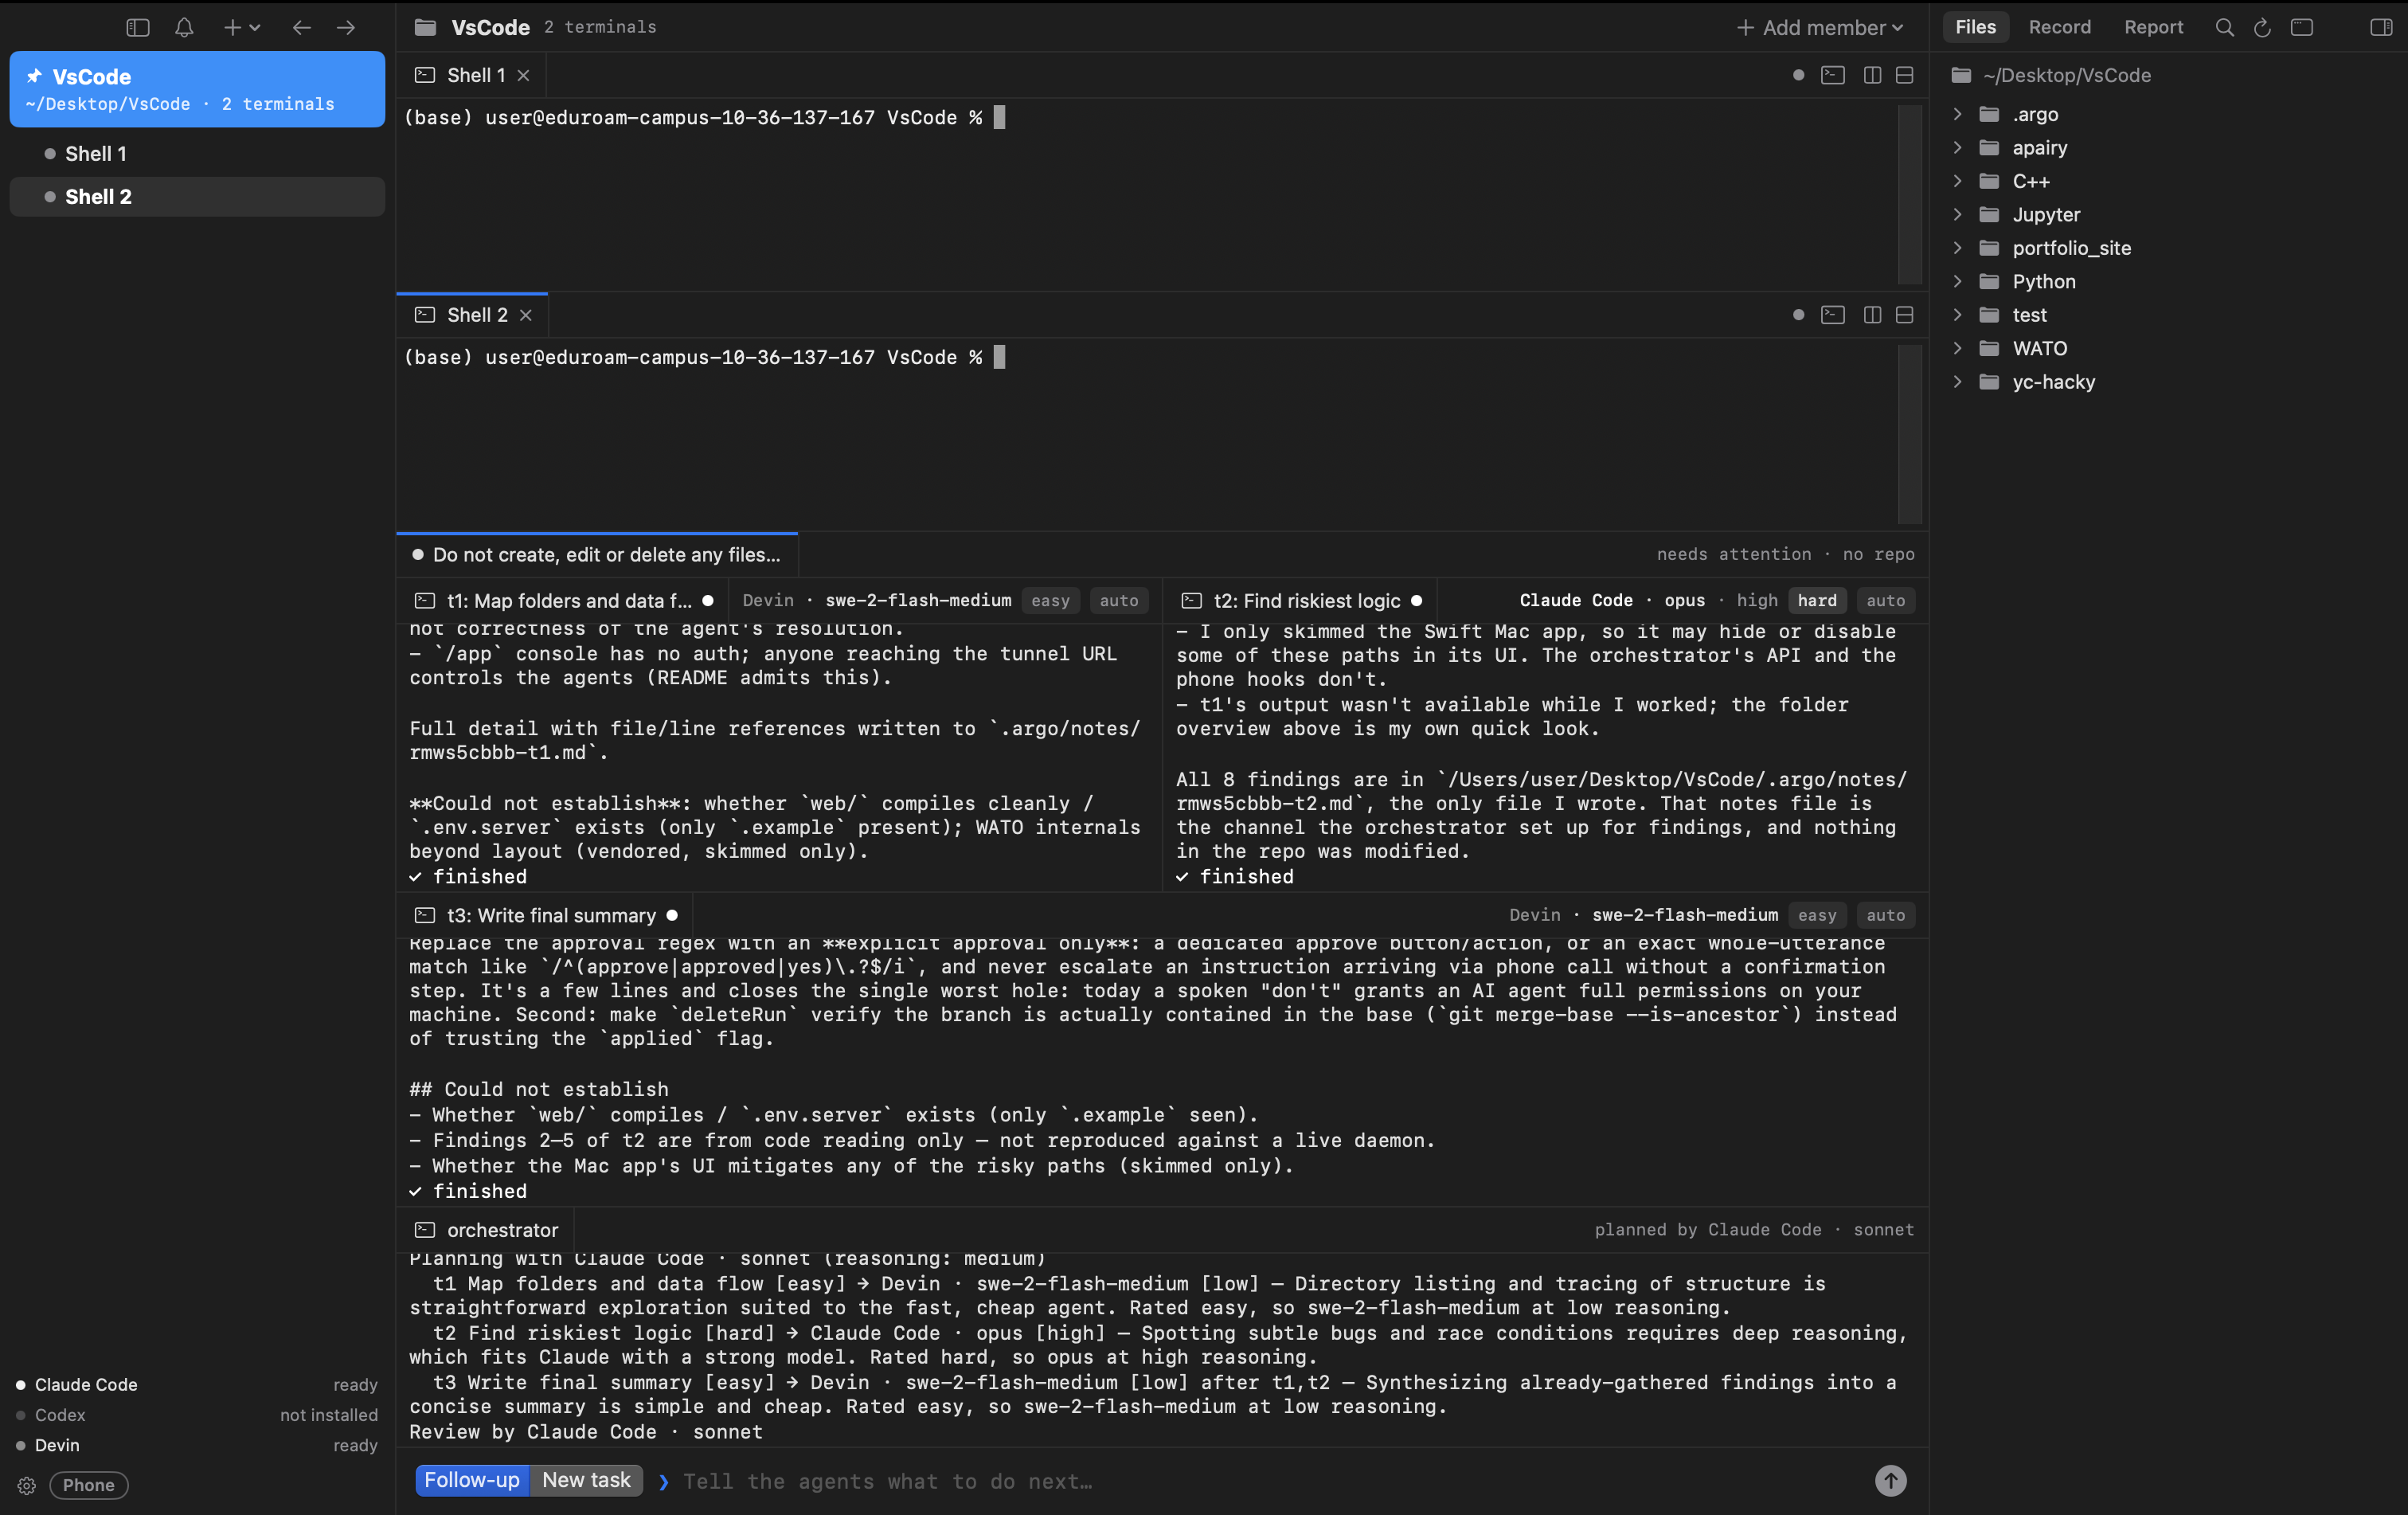 VsCode
~/Desktop/VsCode · 2 terminals
Shell 1
Shell 2
Claude Code ready
Codex not installed
Devin ready
Phone
VsCode 2 terminals
+ Add member
Shell 1 ×
(base) user@eduroam-campus-10-36-137-167 VsCode %
Shell 2 ×
(base) user@eduroam-campus-10-36-137-167 VsCode %
Do not create, edit or delete any files...
needs attention · no repo
t1: Map folders and data f... Devin · swe-2-flash-medium easy auto
not correctness of the agent's resolution.
– `/app` console has no auth; anyone reaching the tunnel URL
controls the agents (README admits this).
Full detail with file/line references written to `.argo/notes/
rmws5cbbb-t1.md`.
**Could not establish**: whether `web/` compiles cleanly /
`.env.server` exists (only `.example` present); WATO internals
beyond layout (vendored, skimmed only).
✓ finished
t2: Find riskiest logic Claude Code · opus · high hard auto
– I only skimmed the Swift Mac app, so it may hide or disable
some of these paths in its UI. The orchestrator's API and the
phone hooks don't.
– t1's output wasn't available while I worked; the folder
overview above is my own quick look.
All 8 findings are in `/Users/user/Desktop/VsCode/.argo/notes/
rmws5cbbb-t2.md`, the only file I wrote. That notes file is
the channel the orchestrator set up for findings, and nothing
in the repo was modified.
✓ finished
t3: Write final summary Devin · swe-2-flash-medium easy auto
Replace the approval regex with an **explicit approval only**: a dedicated approve button/action, or an exact whole-utterance
match like `/^(approve|approved|yes)\.?$/i`, and never escalate an instruction arriving via phone call without a confirmation
step. It's a few lines and closes the single worst hole: today a spoken "don't" grants an AI agent full permissions on your
machine. Second: make `deleteRun` verify the branch is actually contained in the base (`git merge-base --is-ancestor`) instead
of trusting the `applied` flag.
## Could not establish
– Whether `web/` compiles / `.env.server` exists (only `.example` seen).
– Findings 2–5 of t2 are from code reading only — not reproduced against a live daemon.
– Whether the Mac app's UI mitigates any of the risky paths (skimmed only).
✓ finished
orchestrator planned by Claude Code · sonnet
Planning with Claude Code · sonnet (reasoning: medium)
t1 Map folders and data flow [easy] → Devin · swe-2-flash-medium [low] — Directory listing and tracing of structure is
straightforward exploration suited to the fast, cheap agent. Rated easy, so swe-2-flash-medium at low reasoning.
t2 Find riskiest logic [hard] → Claude Code · opus [high] — Spotting subtle bugs and race conditions requires deep reasoning,
which fits Claude with a strong model. Rated hard, so opus at high reasoning.
t3 Write final summary [easy] → Devin · swe-2-flash-medium [low] after t1,t2 — Synthesizing already-gathered findings into a
concise summary is simple and cheap. Rated easy, so swe-2-flash-medium at low reasoning.
Review by Claude Code · sonnet
Follow-up New task ❯ Tell the agents what to do next…
Files Record Report
~/Desktop/VsCode
.argo
apairy
C++
Jupyter
portfolio_site
Python
test
WATO
yc-hacky